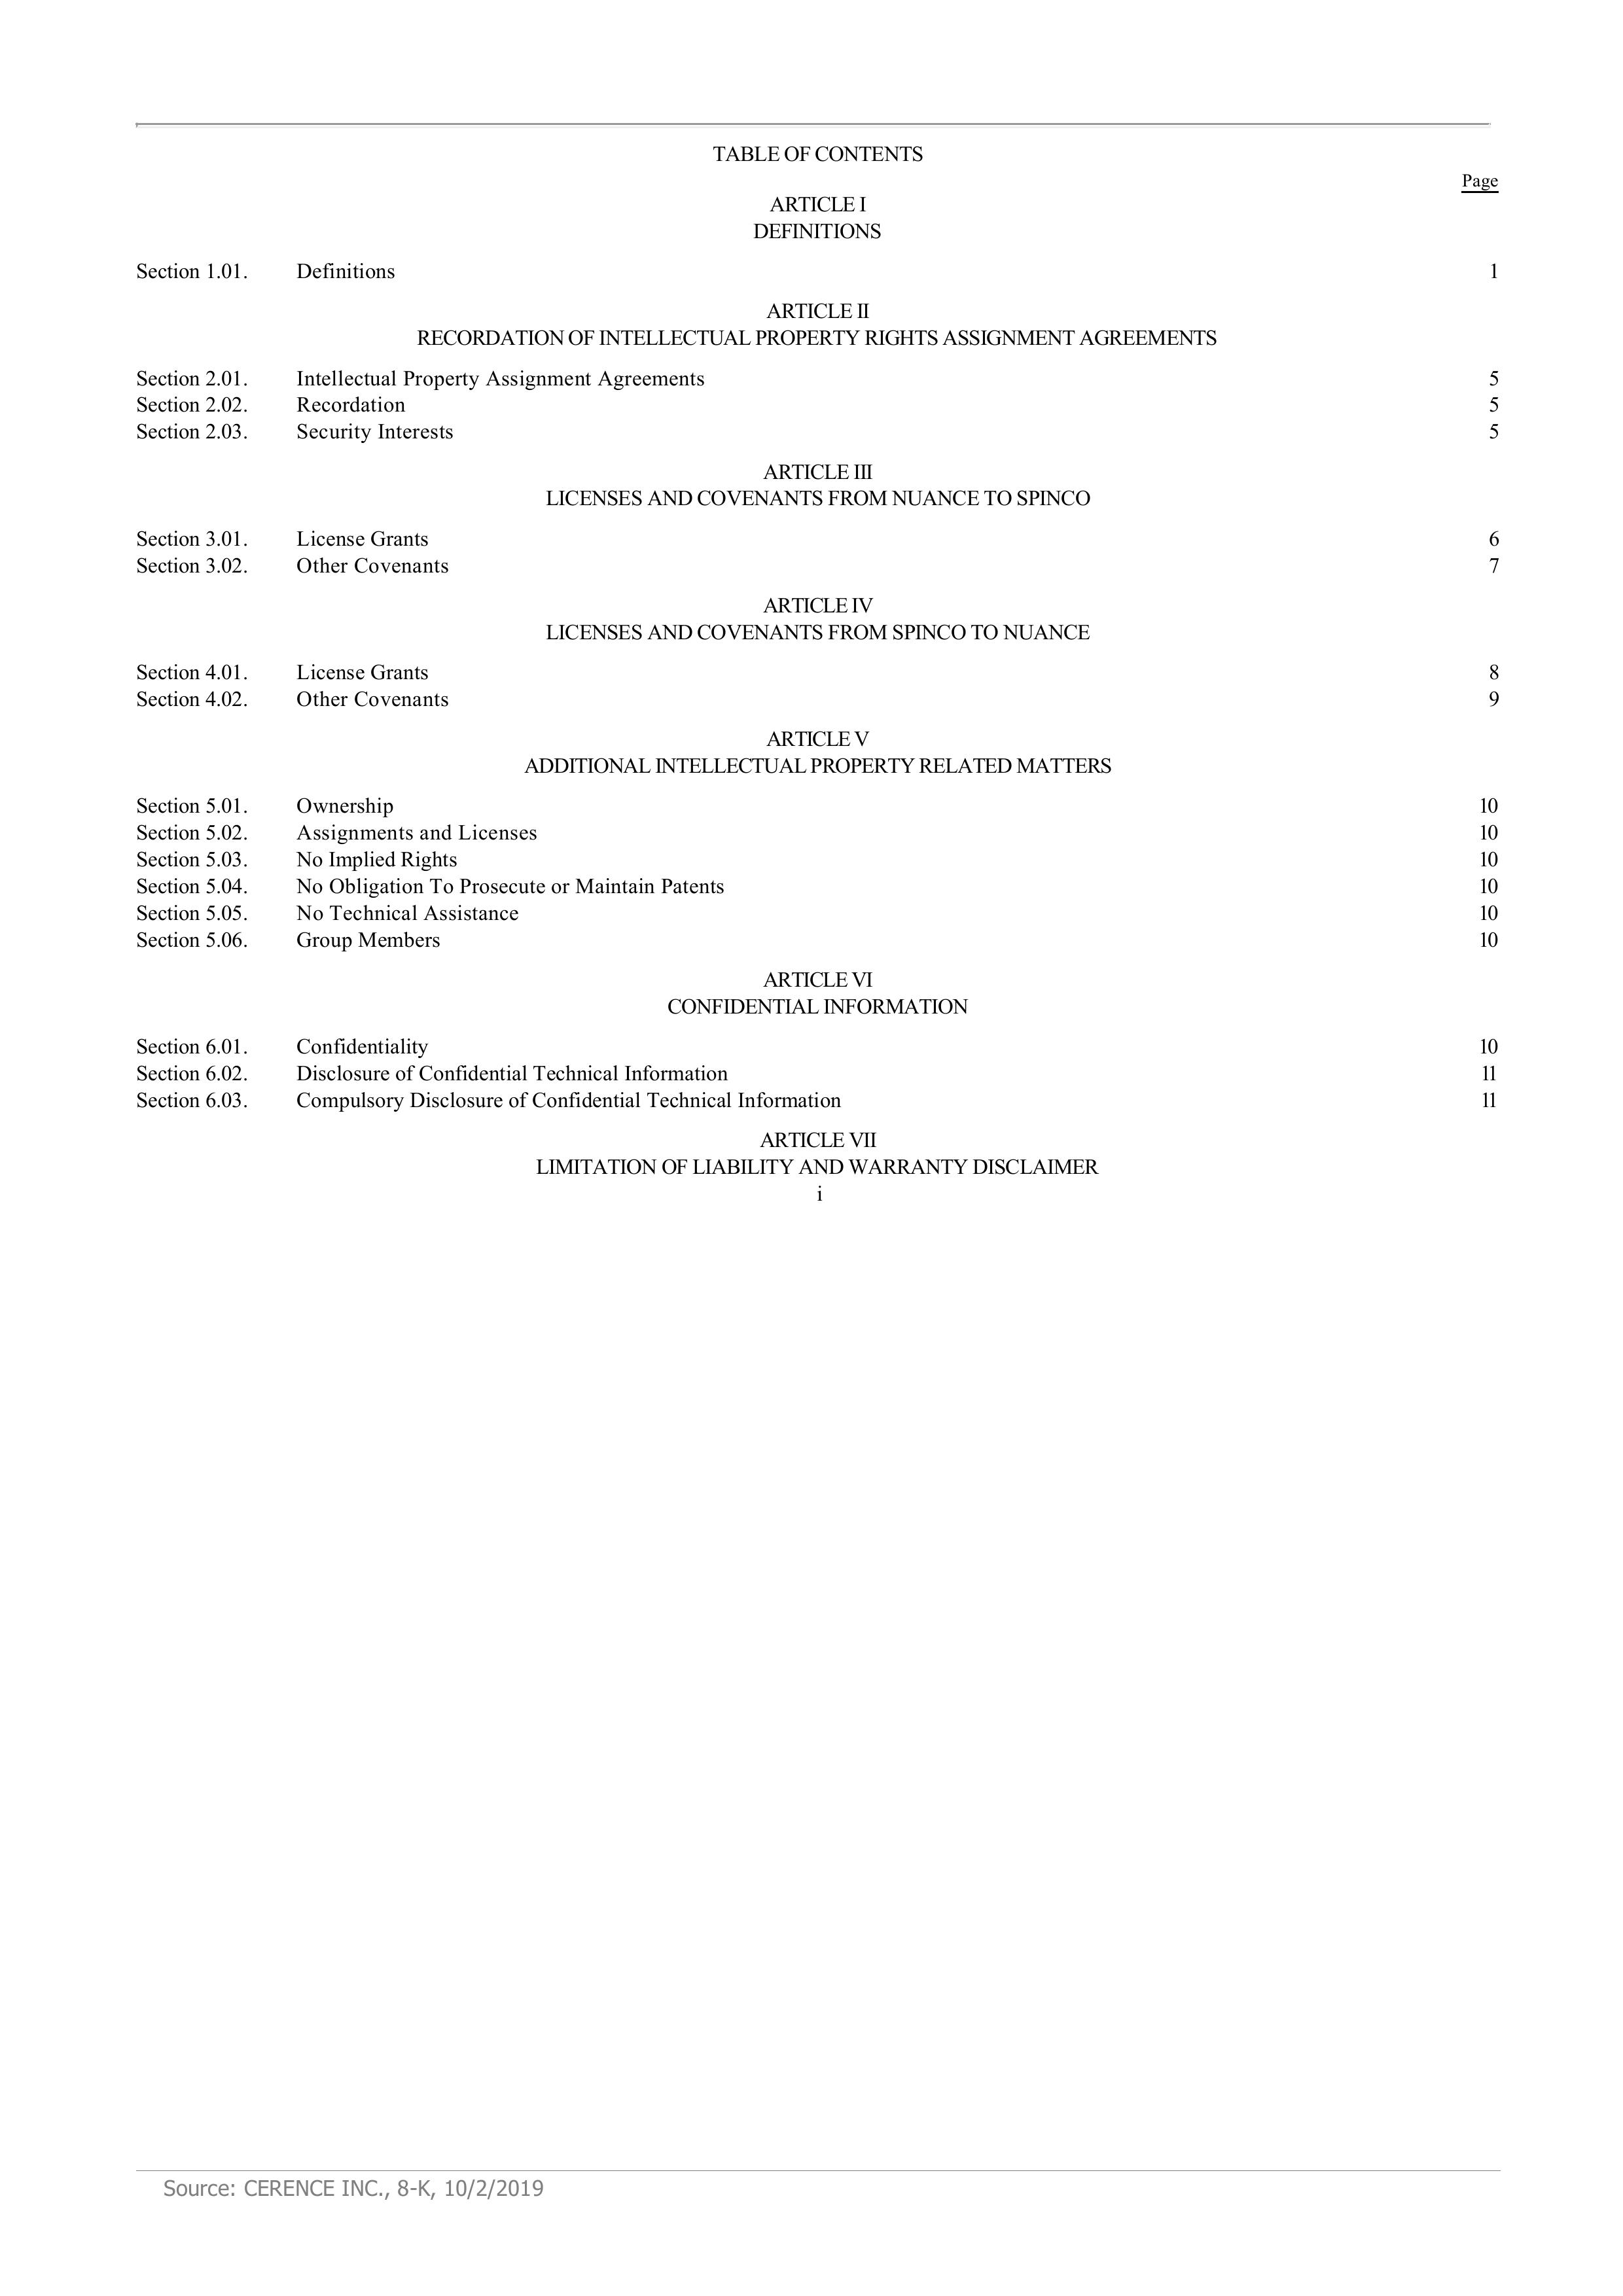 TABLE OF CONTENTS
Page
ARTICLE I
DEFINITIONS
Section 1.01. Definitions 1
ARTICLE II
RECORDATION OF INTELLECTUAL PROPERTY RIGHTS ASSIGNMENT AGREEMENTS
Section 2.01. Intellectual Property Assignment Agreements 5
Section 2.02. Recordation 5
Section 2.03. Security Interests 5
ARTICLE III
LICENSES AND COVENANTS FROM NUANCE TO SPINCO
Section 3.01. License Grants 6
Section 3.02. Other Covenants 7
ARTICLE IV
LICENSES AND COVENANTS FROM SPINCO TO NUANCE
Section 4.01. License Grants 8
Section 4.02. Other Covenants 9
ARTICLE V
ADDITIONAL INTELLECTUAL PROPERTY RELATED MATTERS
Section 5.01. Ownership 10
Section 5.02. Assignments and Licenses 10
Section 5.03. No Implied Rights 10
Section 5.04. No Obligation To Prosecute or Maintain Patents 10
Section 5.05. No Technical Assistance 10
Section 5.06. Group Members 10
ARTICLE VI
CONFIDENTIAL INFORMATION
Section 6.01. Confidentiality 10
Section 6.02. Disclosure of Confidential Technical Information 11
Section 6.03. Compulsory Disclosure of Confidential Technical Information 11
ARTICLE VII
LIMITATION OF LIABILITY AND WARRANTY DISCLAIMER
i
Source: CERENCE INC., 8-K, 10/2/2019